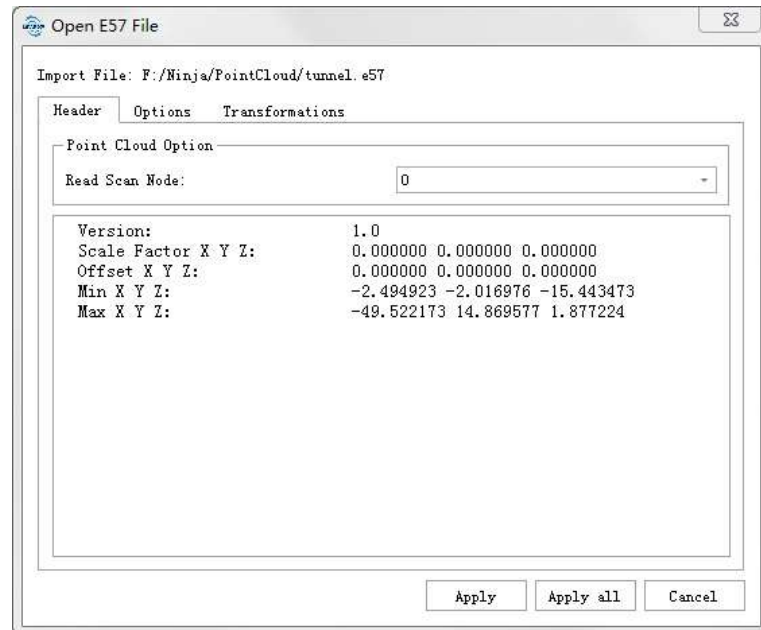 Open E57 File
Import File: F:/Ninja/PointCloud/tunnel.e57
Header Options Transformations
Point Cloud Option
Read Scan Node: 0
Version: 1.0
Scale Factor X Y Z: 0.000000 0.000000 0.000000
Offset X Y Z: 0.000000 0.000000 0.000000
Min X Y Z: -2.494923 -2.016976 -15.443473
Max X Y Z: -49.522173 14.869577 1.877224
Apply Apply all Cancel